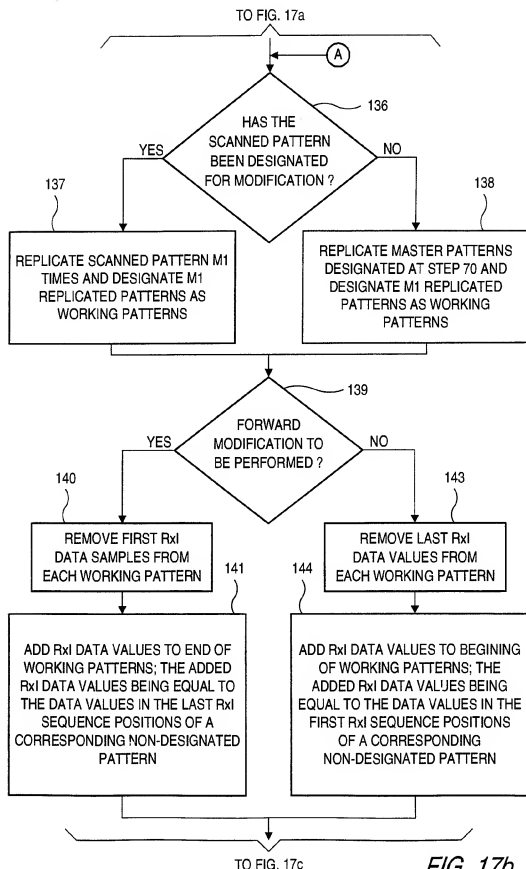 TO FIG. 17a
A
136
HAS THE
SCANNED PATTERN
BEEN DESIGNATED
FOR MODIFICATION ?
YES
NO
137
138
REPLICATE SCANNED PATTERN M1
TIMES AND DESIGNATE M1
REPLICATED PATTERNS AS
WORKING PATTERNS
REPLICATE MASTER PATTERNS
DESIGNATED AT STEP 70 AND
DESIGNATE M1 REPLICATED
PATTERNS AS WORKING
PATTERNS
139
FORWARD
MODIFICATION TO
BE PERFORMED ?
YES
NO
140
143
REMOVE FIRST RxI
DATA SAMPLES FROM
EACH WORKING PATTERN
REMOVE LAST RxI
DATA VALUES FROM
EACH WORKING PATTERN
141
144
ADD RxI DATA VALUES TO END OF
WORKING PATTERNS; THE ADDED
RxI DATA VALUES BEING EQUAL TO
THE DATA VALUES IN THE LAST RxI
SEQUENCE POSITIONS OF A
CORRESPONDING NON-DESIGNATED
PATTERN
ADD RxI DATA VALUES TO BEGINING
OF WORKING PATTERNS; THE
ADDED RxI DATA VALUES BEING
EQUAL TO THE DATA VALUES IN THE
FIRST RxI SEQUENCE POSITIONS
OF A CORRESPONDING
NON-DESIGNATED PATTERN
TO FIG. 17c
FIG. 17b